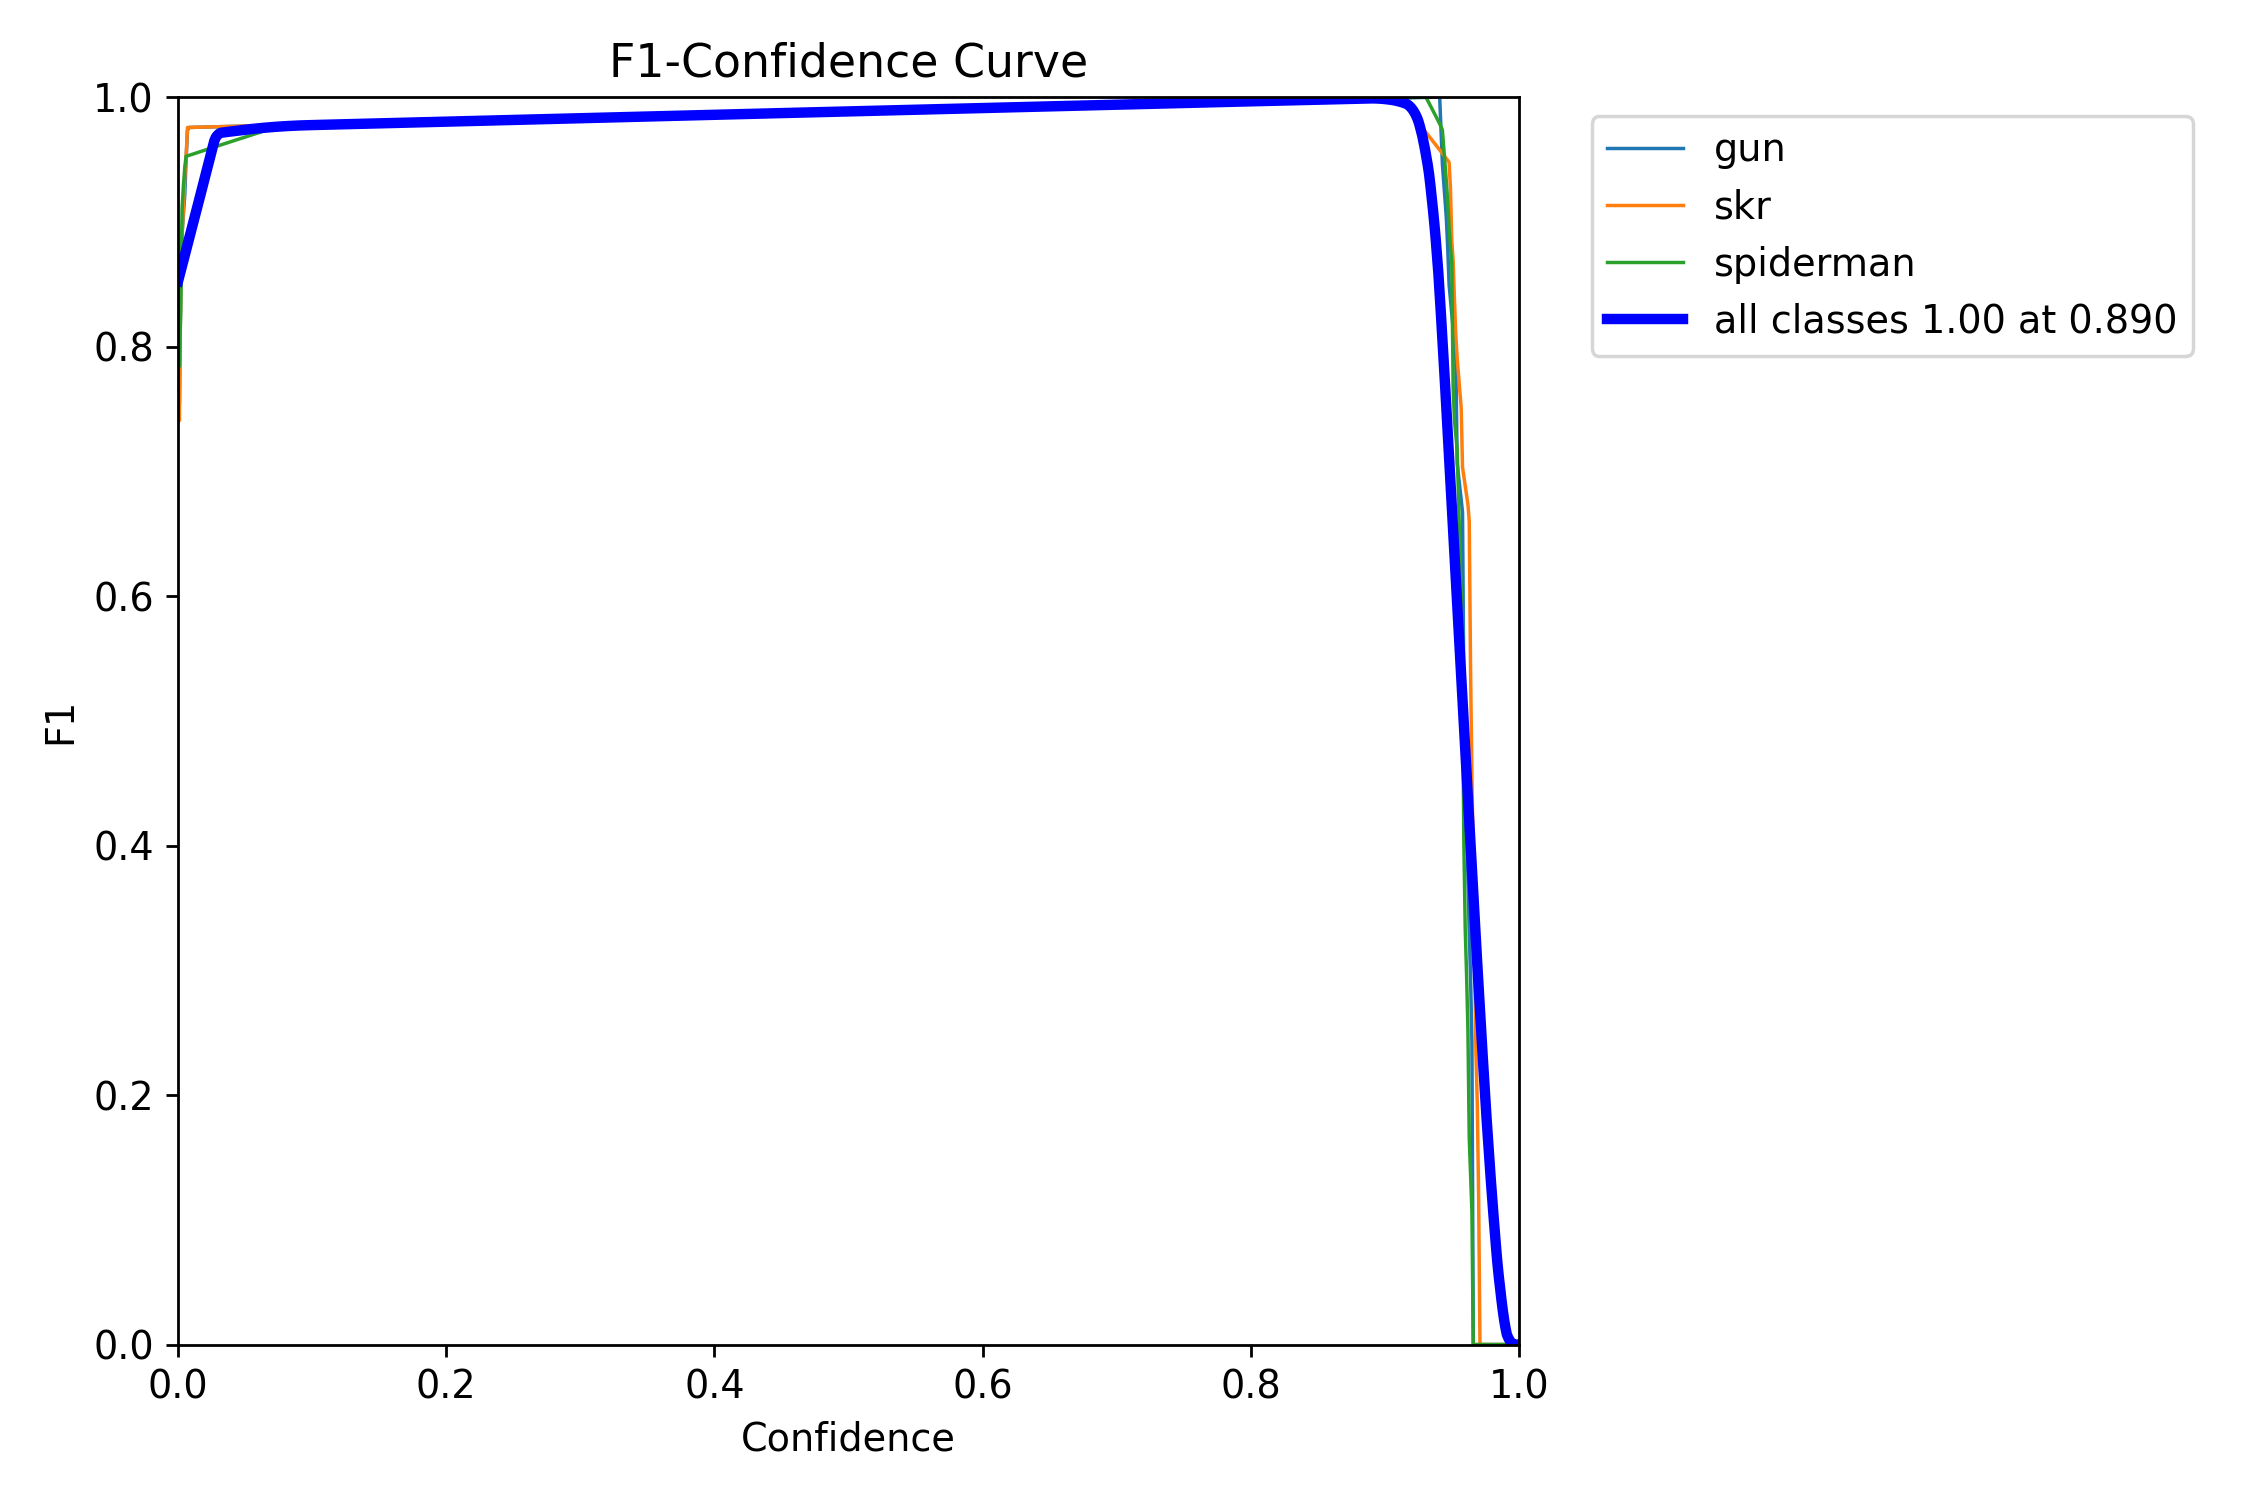 F1-Confidence Curve
1.0
0.8
0.6
0.4
0.2
0.0
F1
0.0 0.2 0.4 0.6 0.8 1.0
Confidence
gun
skr
spiderman
all classes 1.00 at 0.890